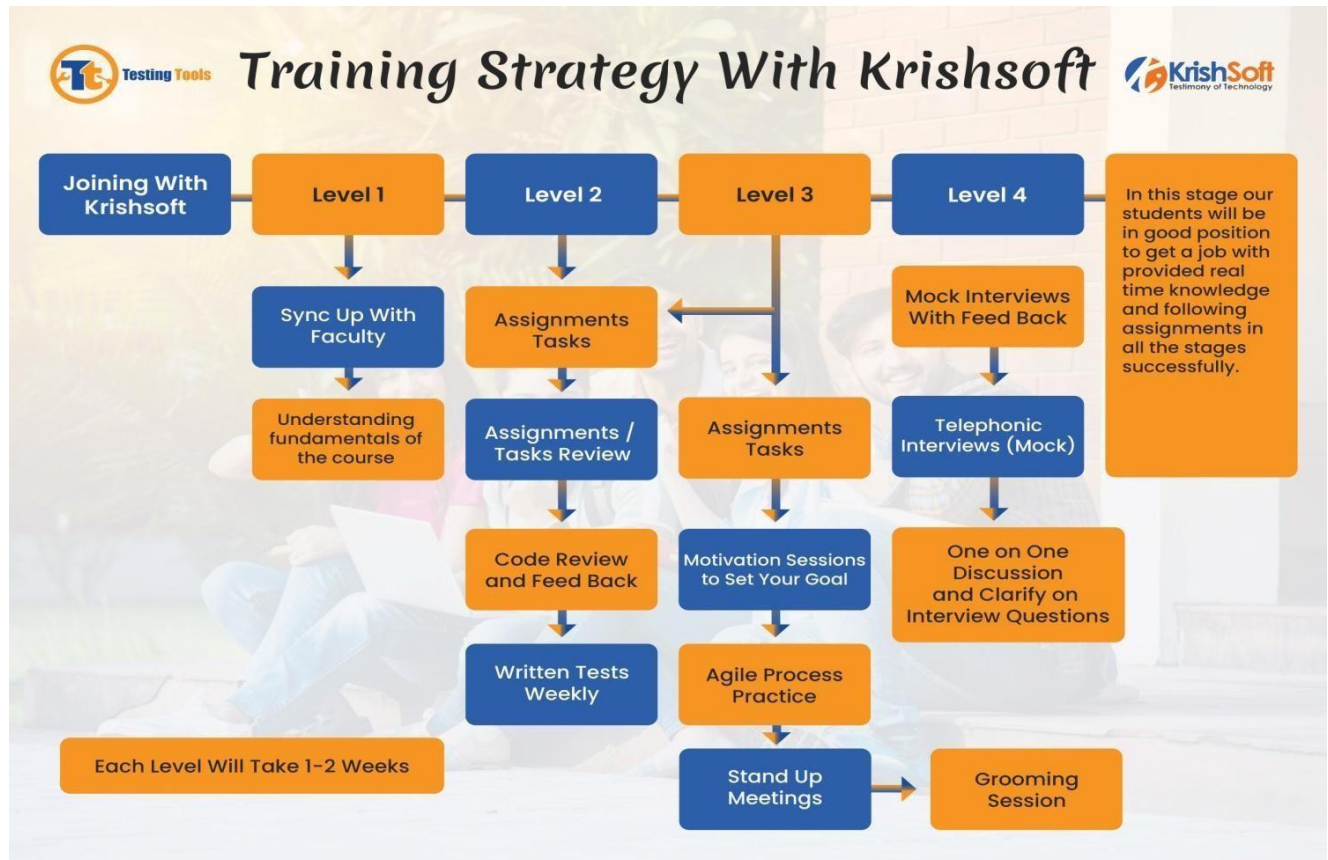 Testing Tools
Training Strategy With Krishsoft
KrishSoft
Testimony of Technology
Joining With
Krishsoft
Level 1
Level 2
Level 3
Level 4
In this stage our
students will be
in good position
to get a job with
provided real
time knowledge
and following
assignments in
all the stages
successfully.
Sync Up With
Faculty
Understanding
fundamentals of
the course
Assignments
Tasks
Assignments /
Tasks Review
Code Review
and Feed Back
Written Tests
Weekly
Assignments
Tasks
Motivation Sessions
to Set Your Goal
Agile Process
Practice
Stand Up
Meetings
Grooming
Session
Mock Interviews
With Feed Back
Telephonic
Interviews (Mock)
One on One
Discussion
and Clarify on
Interview Questions
Each Level Will Take 1-2 Weeks